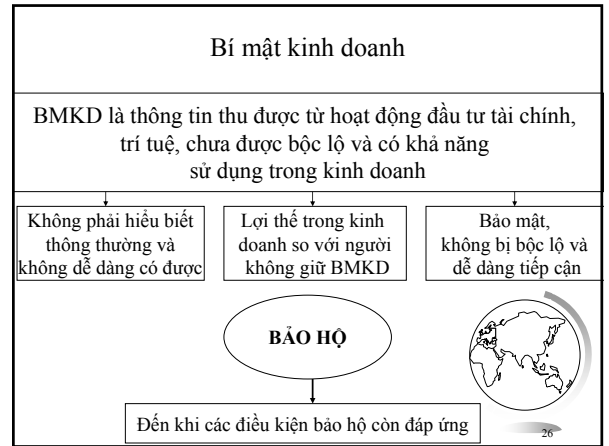 Bí mật kinh doanh
BMKD là thông tin thu được từ hoạt động đầu tư tài chính,
trí tuệ, chưa được bộc lộ và có khả năng
sử dụng trong kinh doanh
Không phải hiểu biết
thông thường và
không dễ dàng có được
Lợi thế trong kinh
doanh so với người
không giữ BMKD
Bảo mật,
không bị bộc lộ và
dễ dàng tiếp cận
BẢO HỘ
Đến khi các điều kiện bảo hộ còn đáp ứng
26